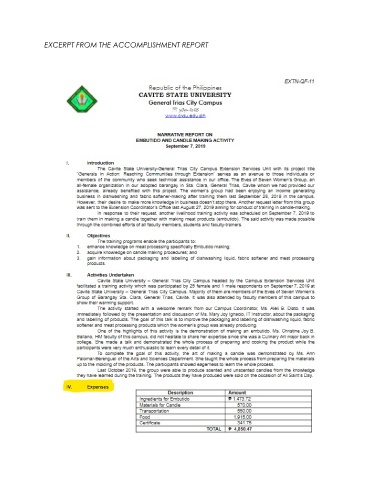 EXCERPT FROM THE ACCOMPLISHMENT REPORT
EXTN-QF-11
Republic of the Philippines
CAVITE STATE UNIVERSITY
General Trias City Campus
www.cvsu.edu.ph
NARRATIVE REPORT ON
EMBUTIDO AND CANDLE MAKING ACTIVITY
September 7, 2019
I. Introduction
The Cavite State University-General Trias City Campus Extension Services Unit with its project title
"Generals in Action: Reaching Communities through Extension" serves as an avenue to those individuals or
members of the community who seek technical assistance in our office. The Elves of Seven Women's Group, an
all-female organization in our adopted barangay in Sta. Clara, General Trias, Cavite whom we had provided our
assistance, already benefited with this project. The women's group had been enjoying an income generating
business in dishwashing and fabric softener making after training them last September 28, 2018 in the campus.
However, their desire to make more knowledge in business doesn't stop there. Another request letter from this group
was sent to the Extension Coordinator's Office last August 27, 2019 asking to conduct of training in candle-making.
In response to their request, another livelihood training activity was scheduled on September 7, 2019 to
train them in making a candle together with making meat products (embutido). The said activity was made possible
through the combined efforts of all faculty members, students and faculty-trainers.
II. Objectives
The training program enable the participants to:
1. enhance knowledge on meat processing specifically Embutido making;
2. acquire knowledge on candle making procedures; and
3. gain information about packaging and labelling of dishwashing liquid, fabric softener and meat processing
products.
III. Activities Undertaken
Cavite State University – General Trias City Campus headed by the Campus Extension Services Unit
facilitated a training activity which was participated by 25 female and 1 male respondents on September 7, 2019 at
Cavite State University – General Trias City Campus. Majority of them are members of the Elves of Seven Women's
Group of Barangay Sta. Clara, General Trias, Cavite. It was also attended by faculty members of this campus to
show their warming support.
The activity started with a welcome remark from our Campus Coordinator, Ms. Aiel B. Disto. It was
immediately followed by the presentation and discussion of Ms. Mary Joy Ignacio, IT instructor, about the packaging
and labelling of products. The goal of this talk is to improve the packaging and labelling of dishwashing liquid, fabric
softener and meat processing products which the women's group was already producing.
One of the highlights of this activity is the demonstration of making an embutido. Ms. Christine Joy B.
HM faculty of this campus, did not hesitate to share her expertise since she was a Culinary Art major back in
college. She made a talk and demonstrated the whole process of preparing and cooking the product while the
participants were very much enthusiastic to learn every detail of it.
To complete the goal of this activity, the art of making a candle was demonstrated by Ms. Ann
of the Arts and Sciences Department. She taught the whole process from preparing the materials
up to the molding of the products. The participants showed eagerness to learn the whole process.
Last October 2019, the group were able to produce scented and unscented candles from the knowledge
they have earned during the training. The products they have produced were sold on the occasion of All Saint's Day.
IV. Expenses
Description Amount
Ingredients for Embutido ₱ 1,473.72
Materials for Candle 570.00
Transportation
Food 1,915.00
Certificate
TOTAL ₱ 4,850.47